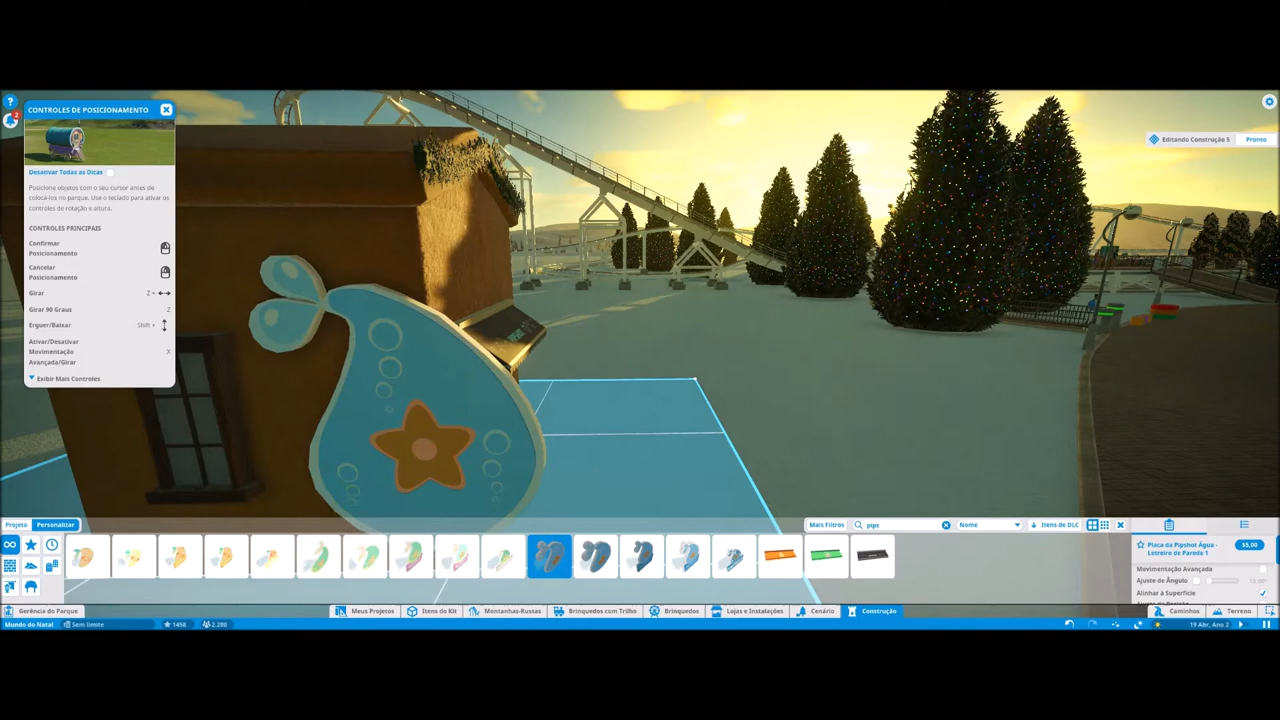 ?
2
CONTROLES DE POSICIONAMENTO
Desativar Todas as Dicas
Posicione objetos com o seu cursor antes de
colocá-los no parque. Use o teclado para ativar os
controles de rotação e altura.
CONTROLES PRINCIPAIS
Confirmar
Posicionamento
Cancelar
Posicionamento
Girar Z +
Girar 90 Graus Z
Erguer/Baixar Shift +
Ativar/Desativar
Movimentação X
Avançada/Girar
Exibir Mais Controles
Editando Construção 5 Pronto
Projeto Personalizar
Mais Filtros pips Nome Itens de DLC
Placa da Pipshot Água -
Letreiro de Parede 1
$5,00
Movimentação Avançada
Ajuste de Ângulo
Alinhar à Superfície
Gerência do Parque Meus Projetos Itens do Kit Montanhas-Russas Brinquedos com Trilho Brinquedos Lojas e Instalações Cenário Construção Caminhos Terreno
Mundo do Natal Sem limite 1458 2.280 19 Abr, Ano 2